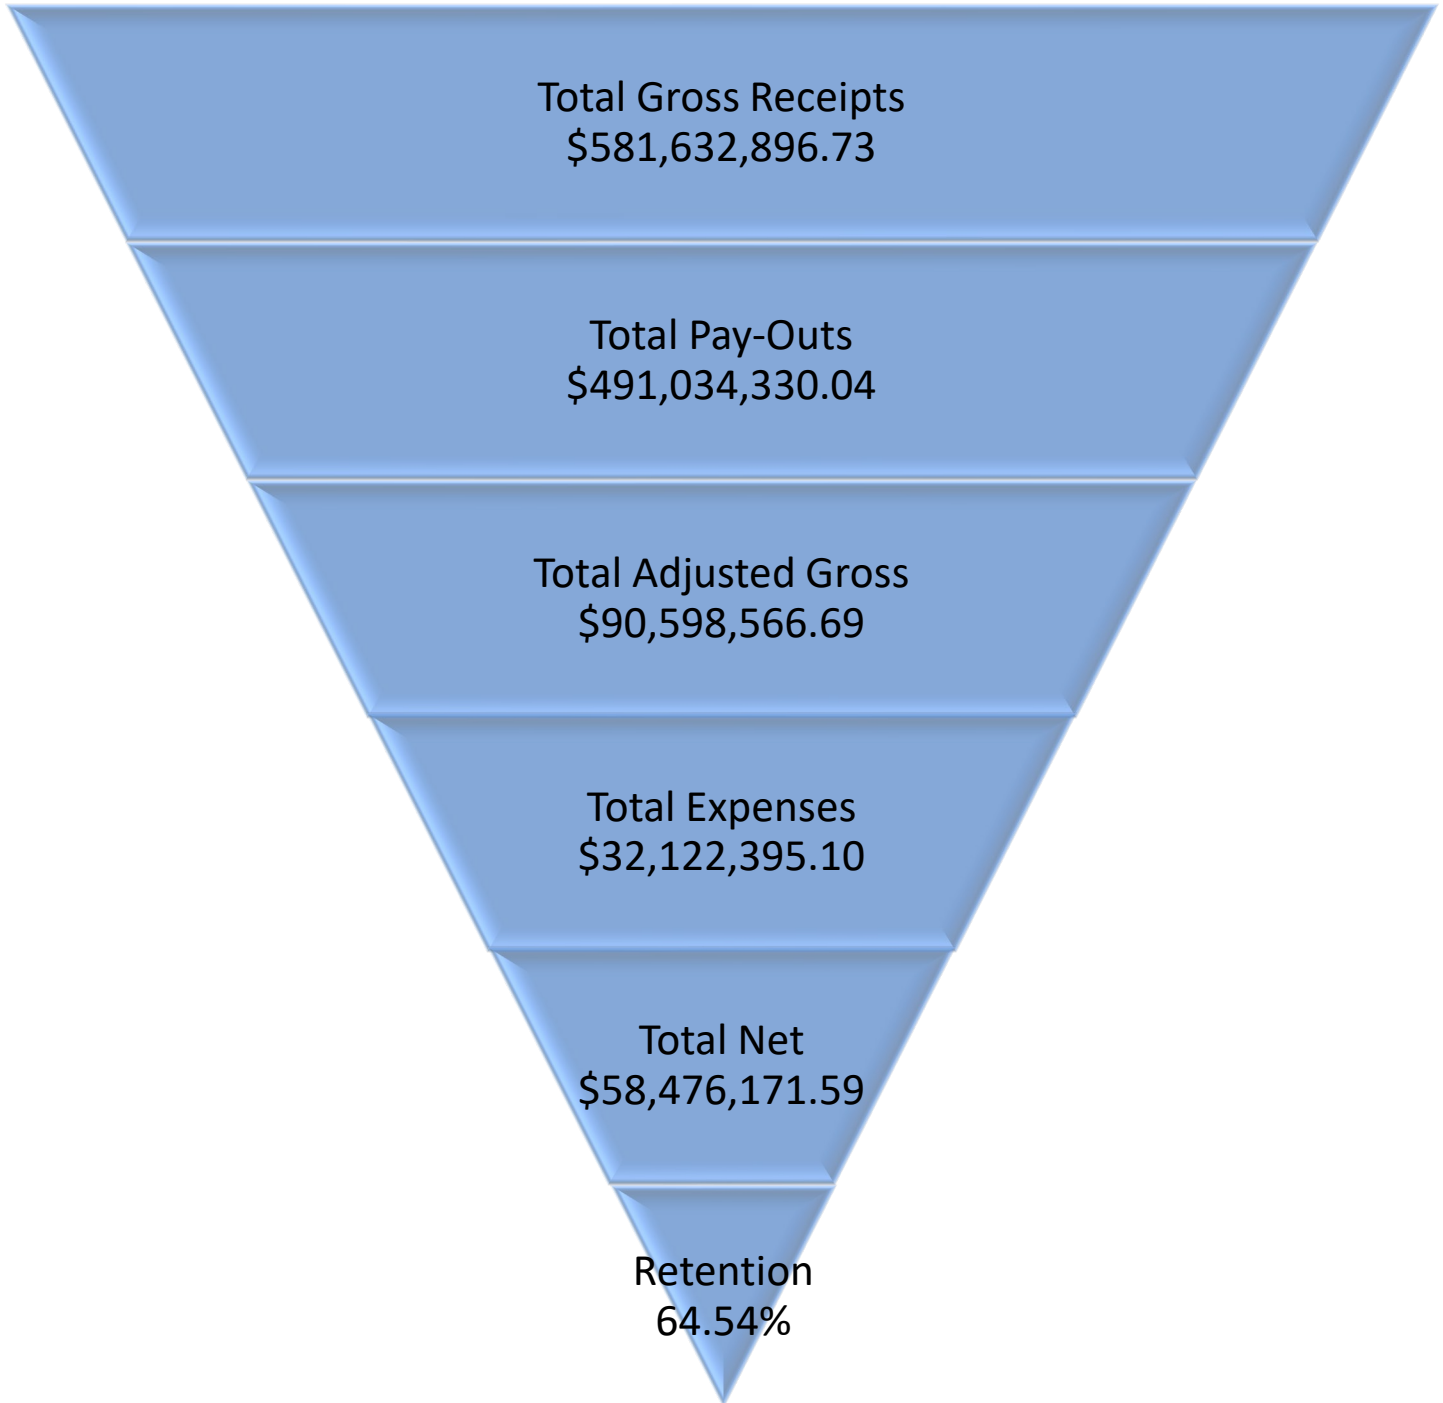 Total Gross Receipts
$581,632,896.73
Total Pay-Outs
$491,034,330.04
Total Adjusted Gross
$90,598,566.69
Total Expenses
$32,122,395.10
Total Net
$58,476,171.59
Retention
64.54%